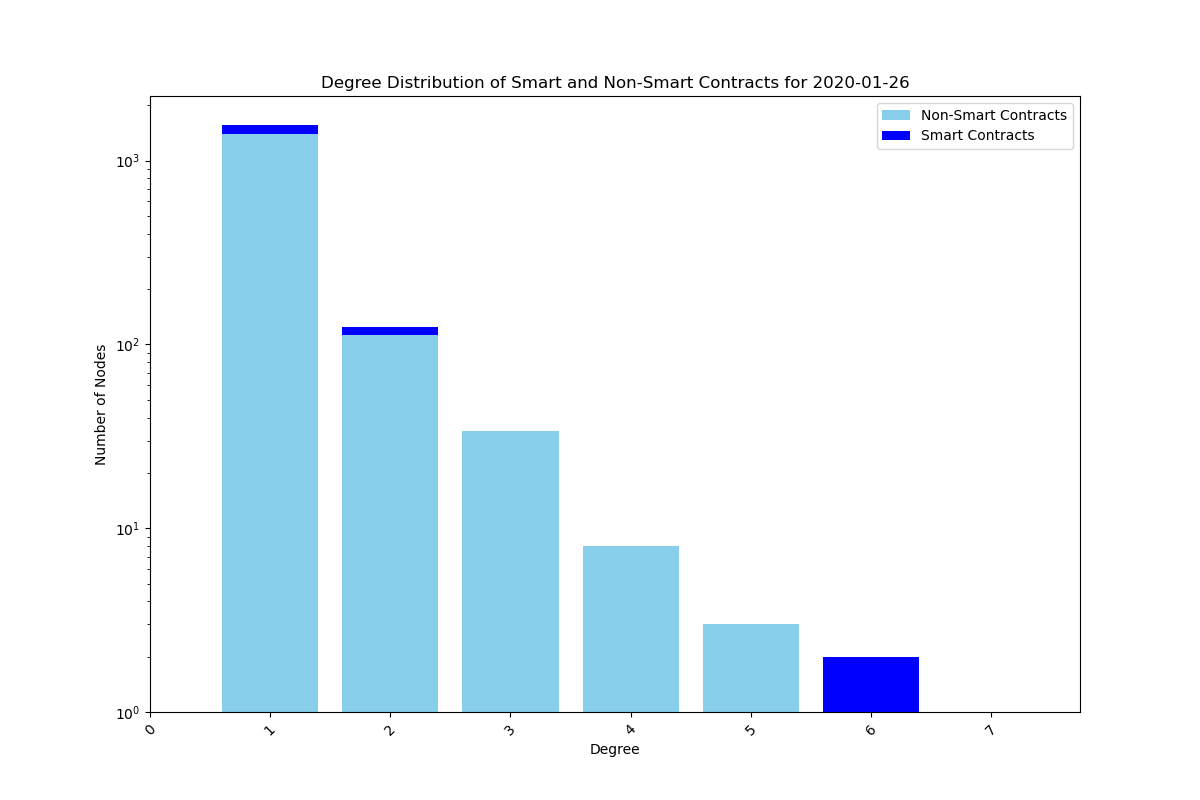 Degree Distribution of Smart and Non-Smart Contracts for 2020-01-26
Non-Smart Contracts
Smart Contracts
Number of Nodes
10³
10²
10¹
10⁰
0 1 2 3 4 5 6 7
Degree